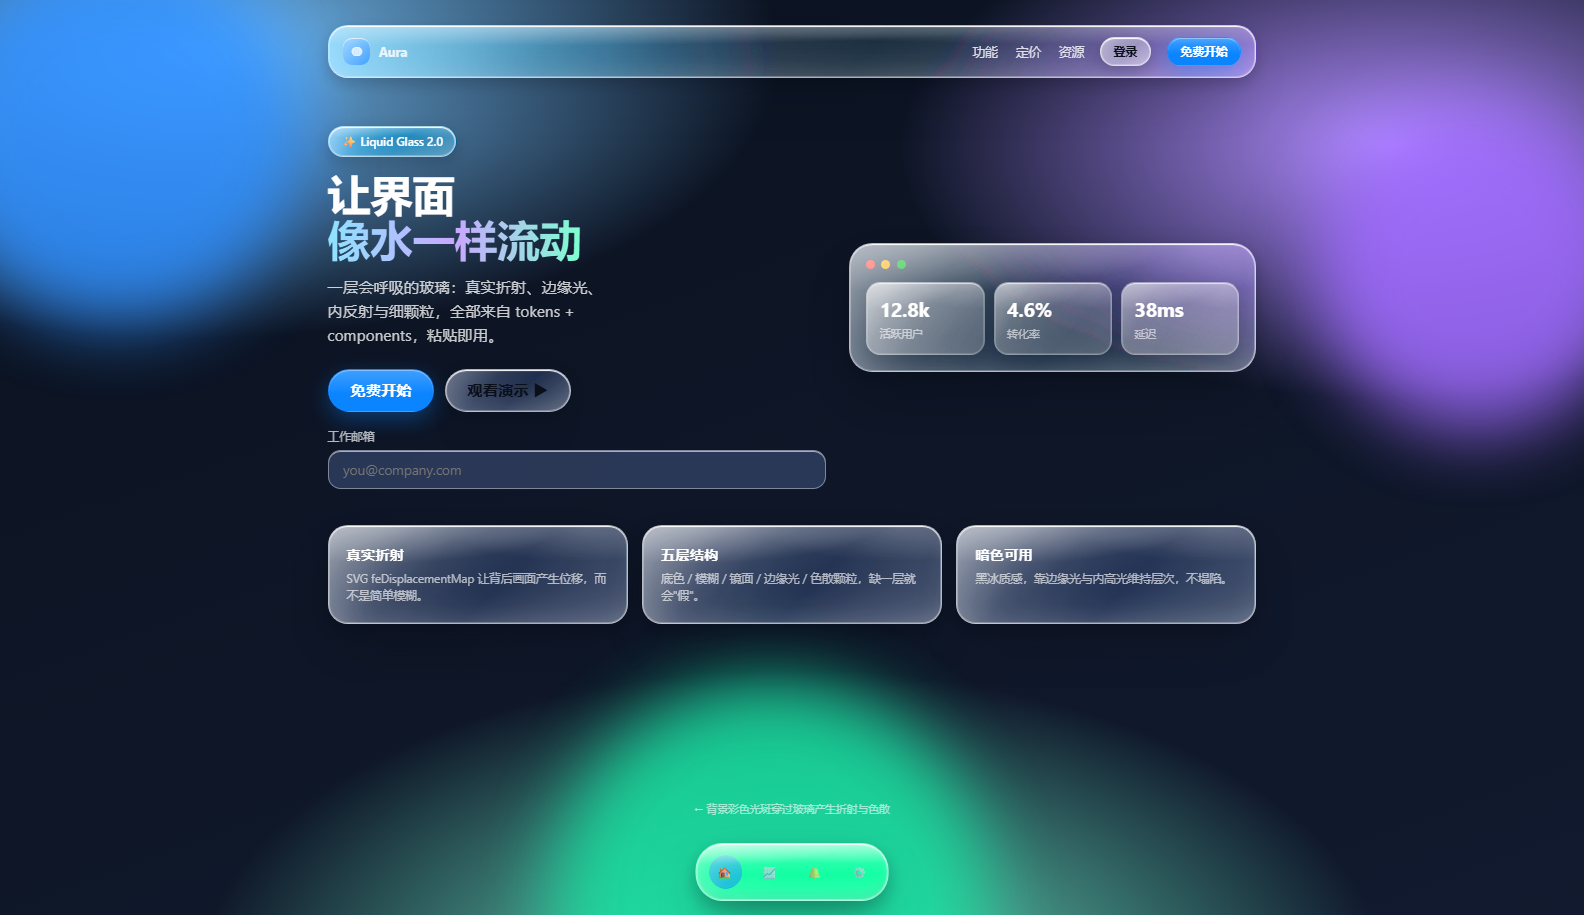 Aura
功能
定价
资源
登录
免费开始
✨ Liquid Glass 2.0
让界面
像水一样流动
一层会呼吸的玻璃：真实折射、边缘光、
内反射与细颗粒，全部来自 tokens +
components，粘贴即用。
免费开始
观看演示 ▶
工作邮箱
you@company.com
12.8k
活跃用户
4.6%
转化率
38ms
延迟
真实折射
SVG feDisplacementMap 让背后画面产生位移，而
不是简单模糊。
五层结构
底色 / 模糊 / 镜面 / 边缘光 / 色散颗粒，缺一层就
会"假"。
暗色可用
黑冰质感，靠边缘光与内高光维持层次，不塌陷。
← 背景彩色光斑穿过玻璃产生折射与色散